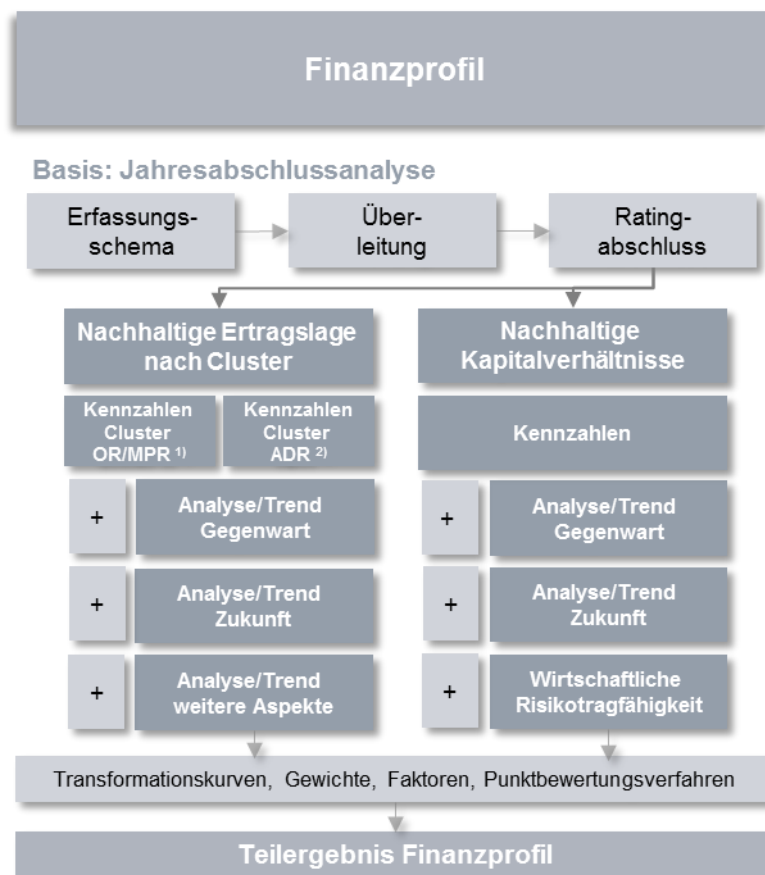 Finanzprofil
Basis: Jahresabschlussanalyse
Erfassungs-
schema
Über-
leitung
Rating-
abschluss
Nachhaltige Ertragslage
nach Cluster
Nachhaltige
Kapitalverhältnisse
Kennzahlen
Cluster
OR/MPR 1)
Kennzahlen
Cluster
ADR 2)
Kennzahlen
+
Analyse/Trend
Gegenwart
+
Analyse/Trend
Gegenwart
+
Analyse/Trend
Zukunft
+
Analyse/Trend
Zukunft
+
Analyse/Trend
weitere Aspekte
+
Wirtschaftliche
Risikotragfähigkeit
Transformationskurven, Gewichte, Faktoren, Punktbewertungsverfahren
Teilergebnis Finanzprofil